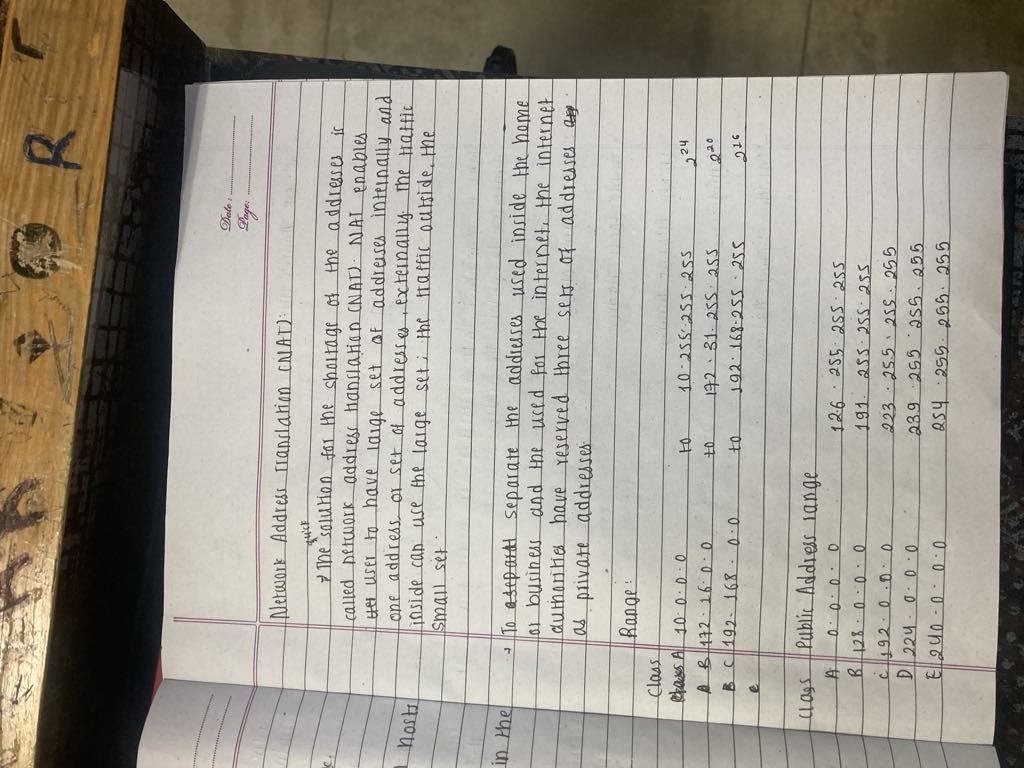 R
Date :
Page:
Network Address Translation (NAT):
quick
→ The solution for the shortage of the addresses is
called network address translation (NAT). NAT enables
user to have large set of addresses internally and
one address or set of addresses, externally. The traffic
inside can use the large set; the traffic outside, the
small set.
→ To separate the addresses used inside the home
or business and the used for the internet, the internet
authorities have reserved three sets of addresses
as private addresses
Range:
Class
A 10.0.0.0 to 10.255.255.255 2^24
B 172.16.0.0 to 172.31.255.255 2^20
C 192.168.0.0 to 192.168.255.255 2^16
Class Public Address range
A 0.0.0.0 126.255.255.255
B 128.0.0.0 191.255.255.255
C 192.0.0.0 223.255.255.255
D 224.0.0.0 239.255.255.255
E 240.0.0.0 254.255.255.255
hosts
in the